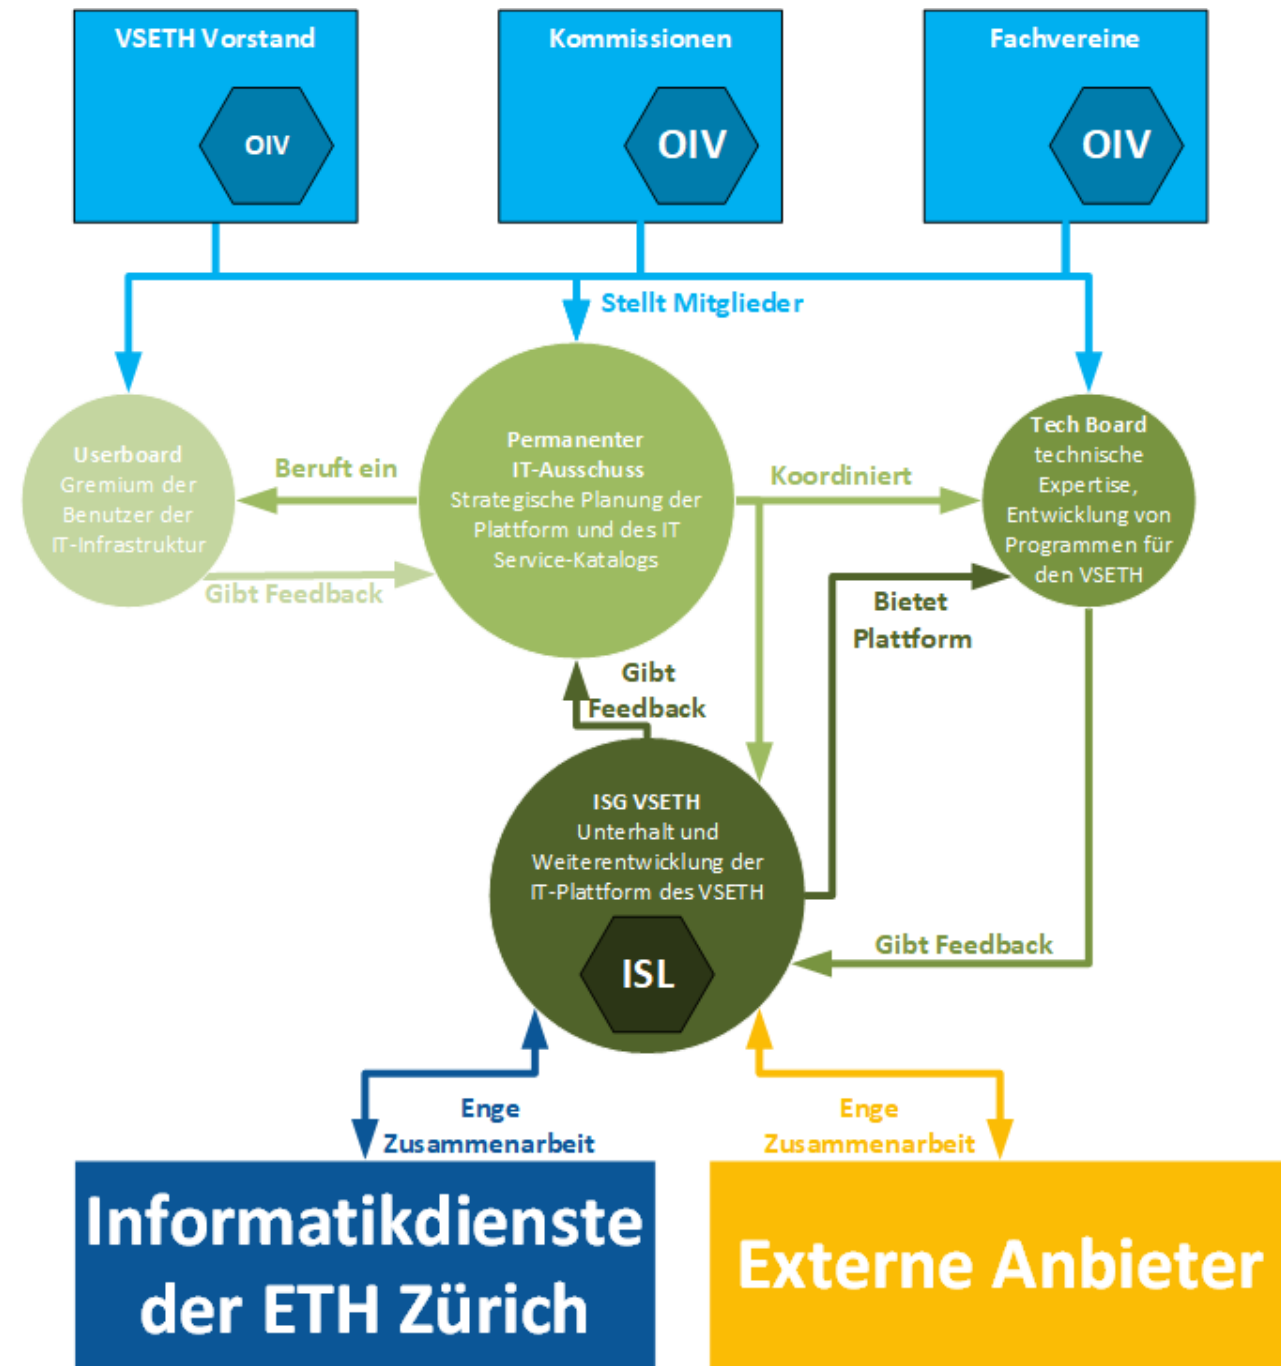 VSETH Vorstand
OIV
Kommissionen
OIV
Fachvereine
OIV
Stellt Mitglieder
Userboard
Gremium der
Benutzer der
IT-Infrastruktur
Beruft ein
Gibt Feedback
Permanenter
IT-Ausschuss
Strategische Planung der
Plattform und des IT
Service-Katalogs
Koordiniert
Tech Board
technische
Expertise,
Entwicklung von
Programmen für
den VSETH
Bietet
Plattform
Gibt
Feedback
ISG VSETH
Unterhalt und
Weiterentwicklung der
IT-Plattform des VSETH
ISL
Gibt Feedback
Enge
Zusammenarbeit
Enge
Zusammenarbeit
Informatikdienste
der ETH Zürich
Externe Anbieter